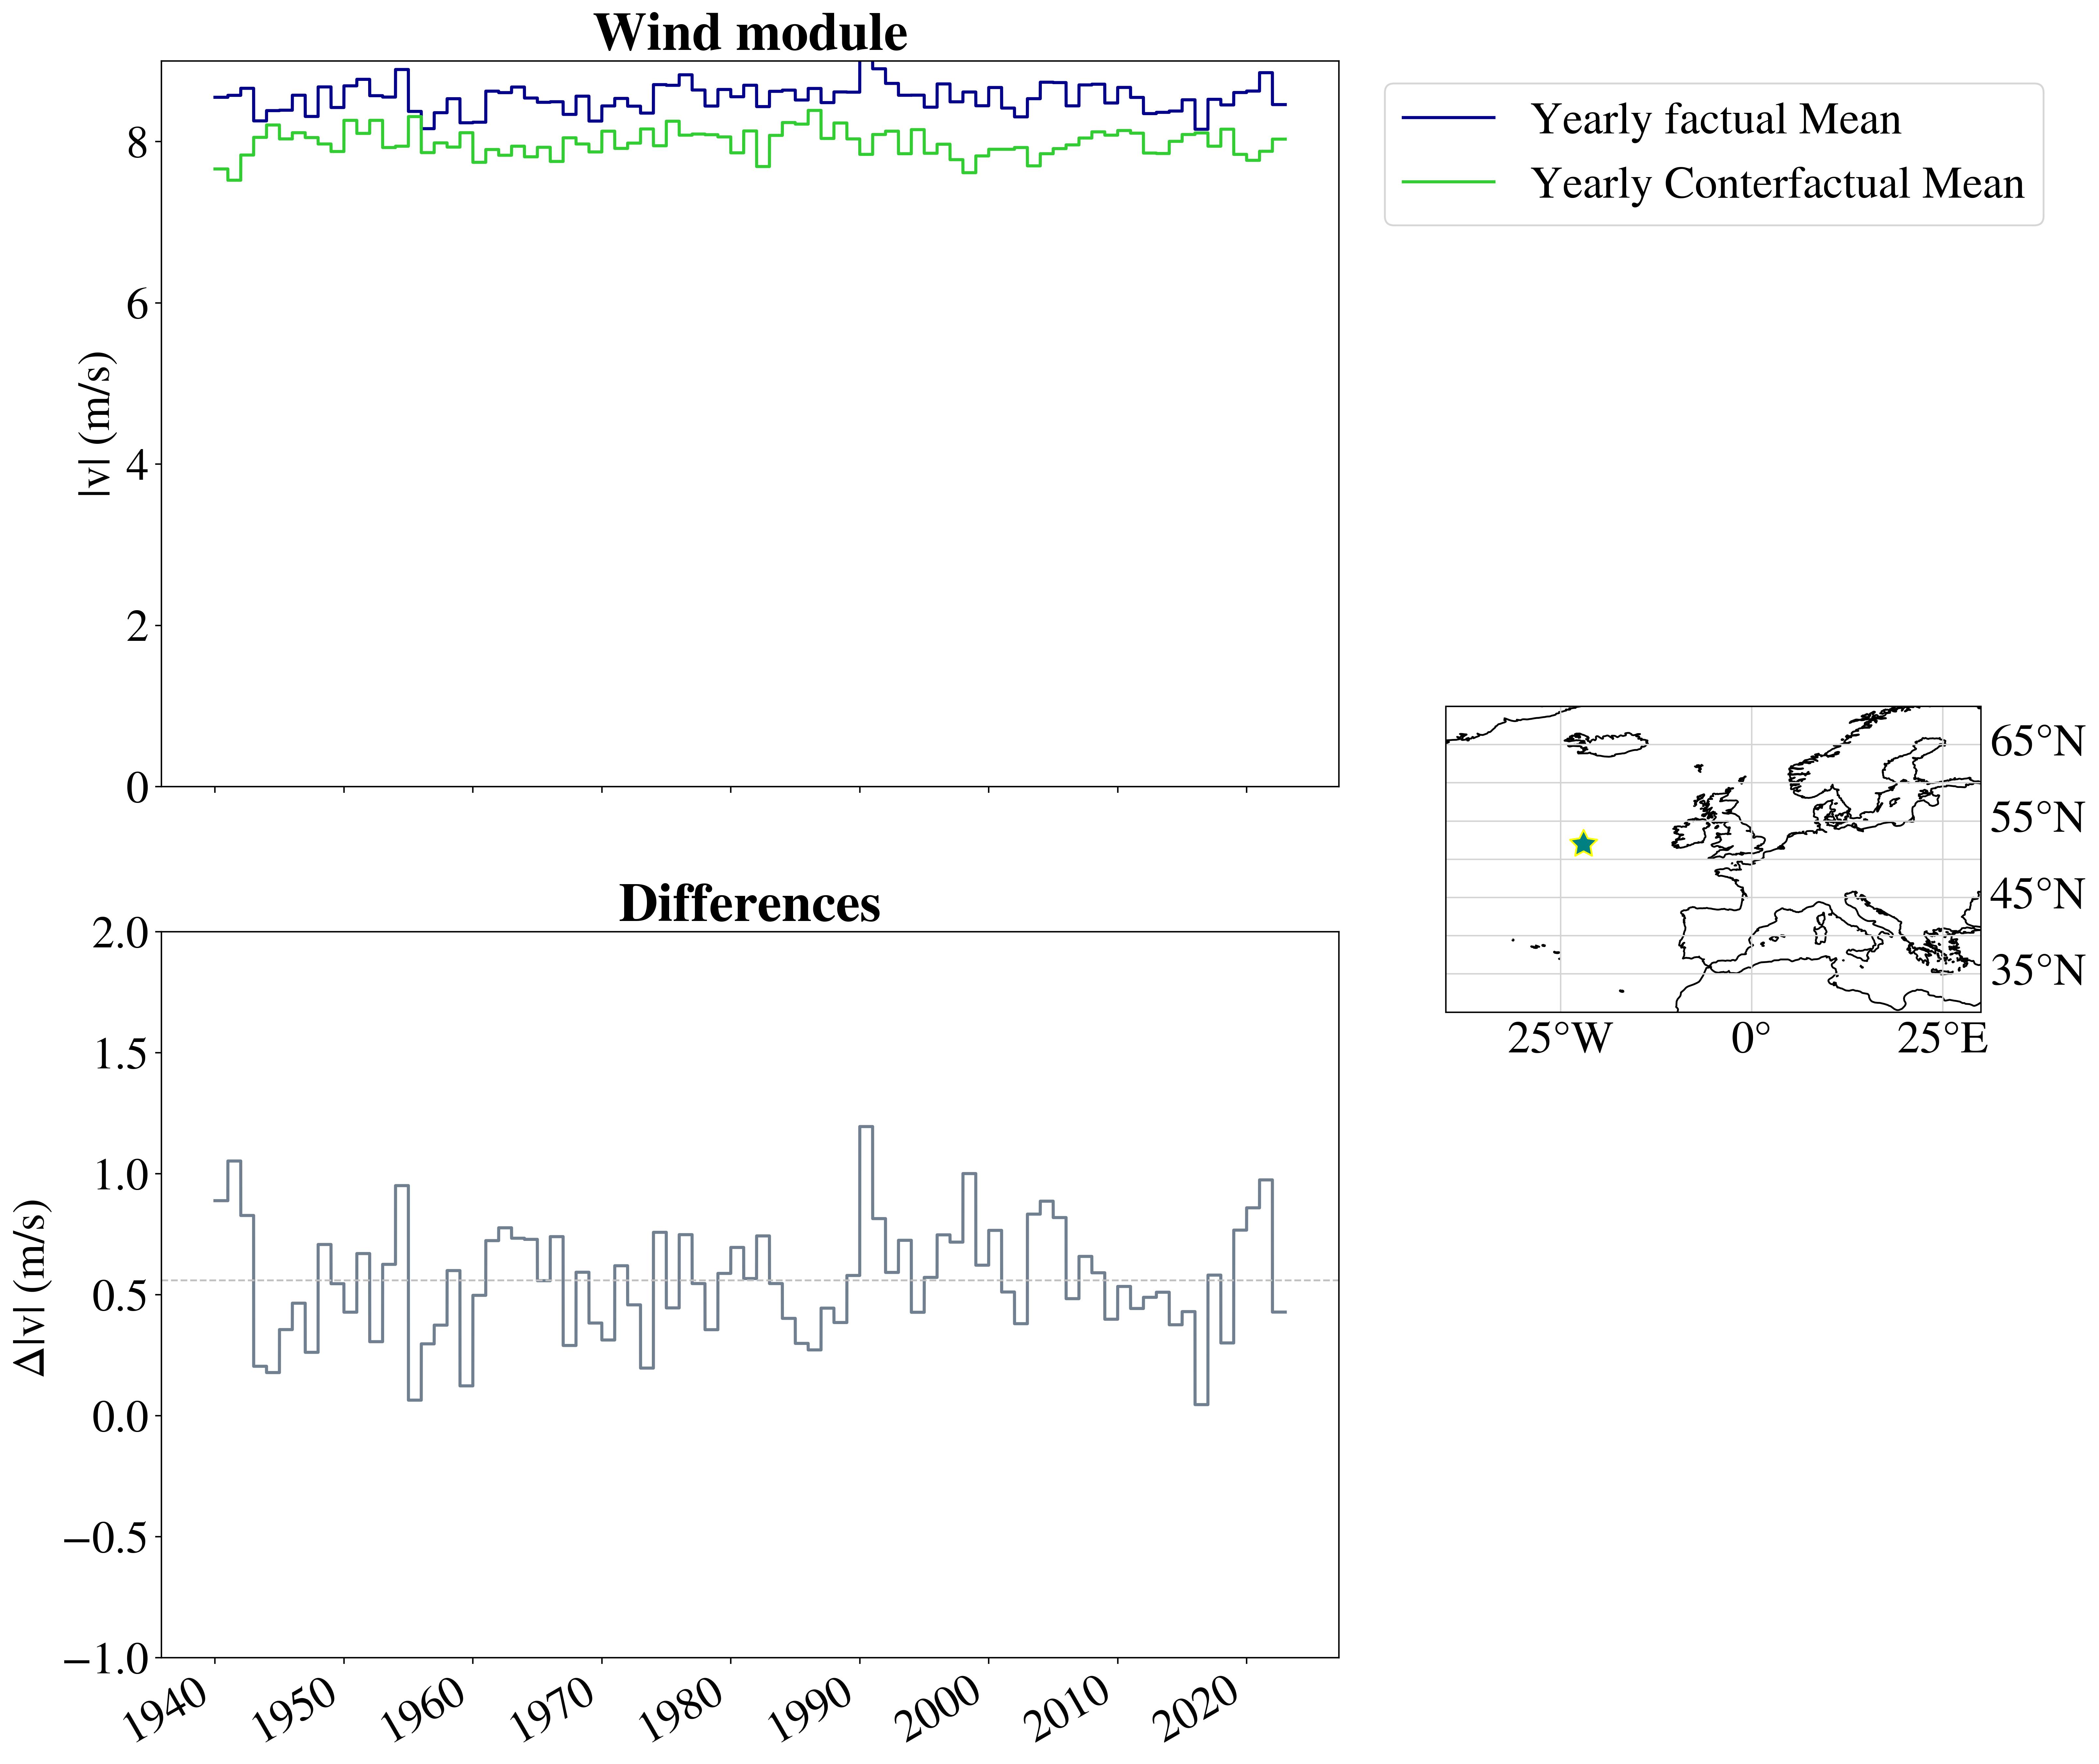 Wind module
8
6
4
2
0
|v| (m/s)
Yearly factual Mean
Yearly Conterfactual Mean
65°N
55°N
45°N
35°N
25°W 0° 25°E
Differences
2.0
1.5
1.0
0.5
0.0
−0.5
−1.0
Δ|v| (m/s)
1940 1950 1960 1970 1980 1990 2000 2010 2020